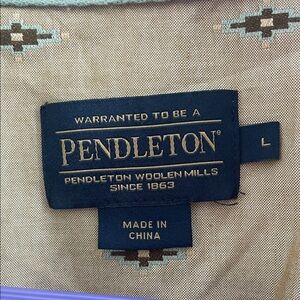 WARRANTED TO BE A
PENDLETON®
PENDLETON WOOLEN MILLS
SINCE 1863
L
MADE IN
CHINA